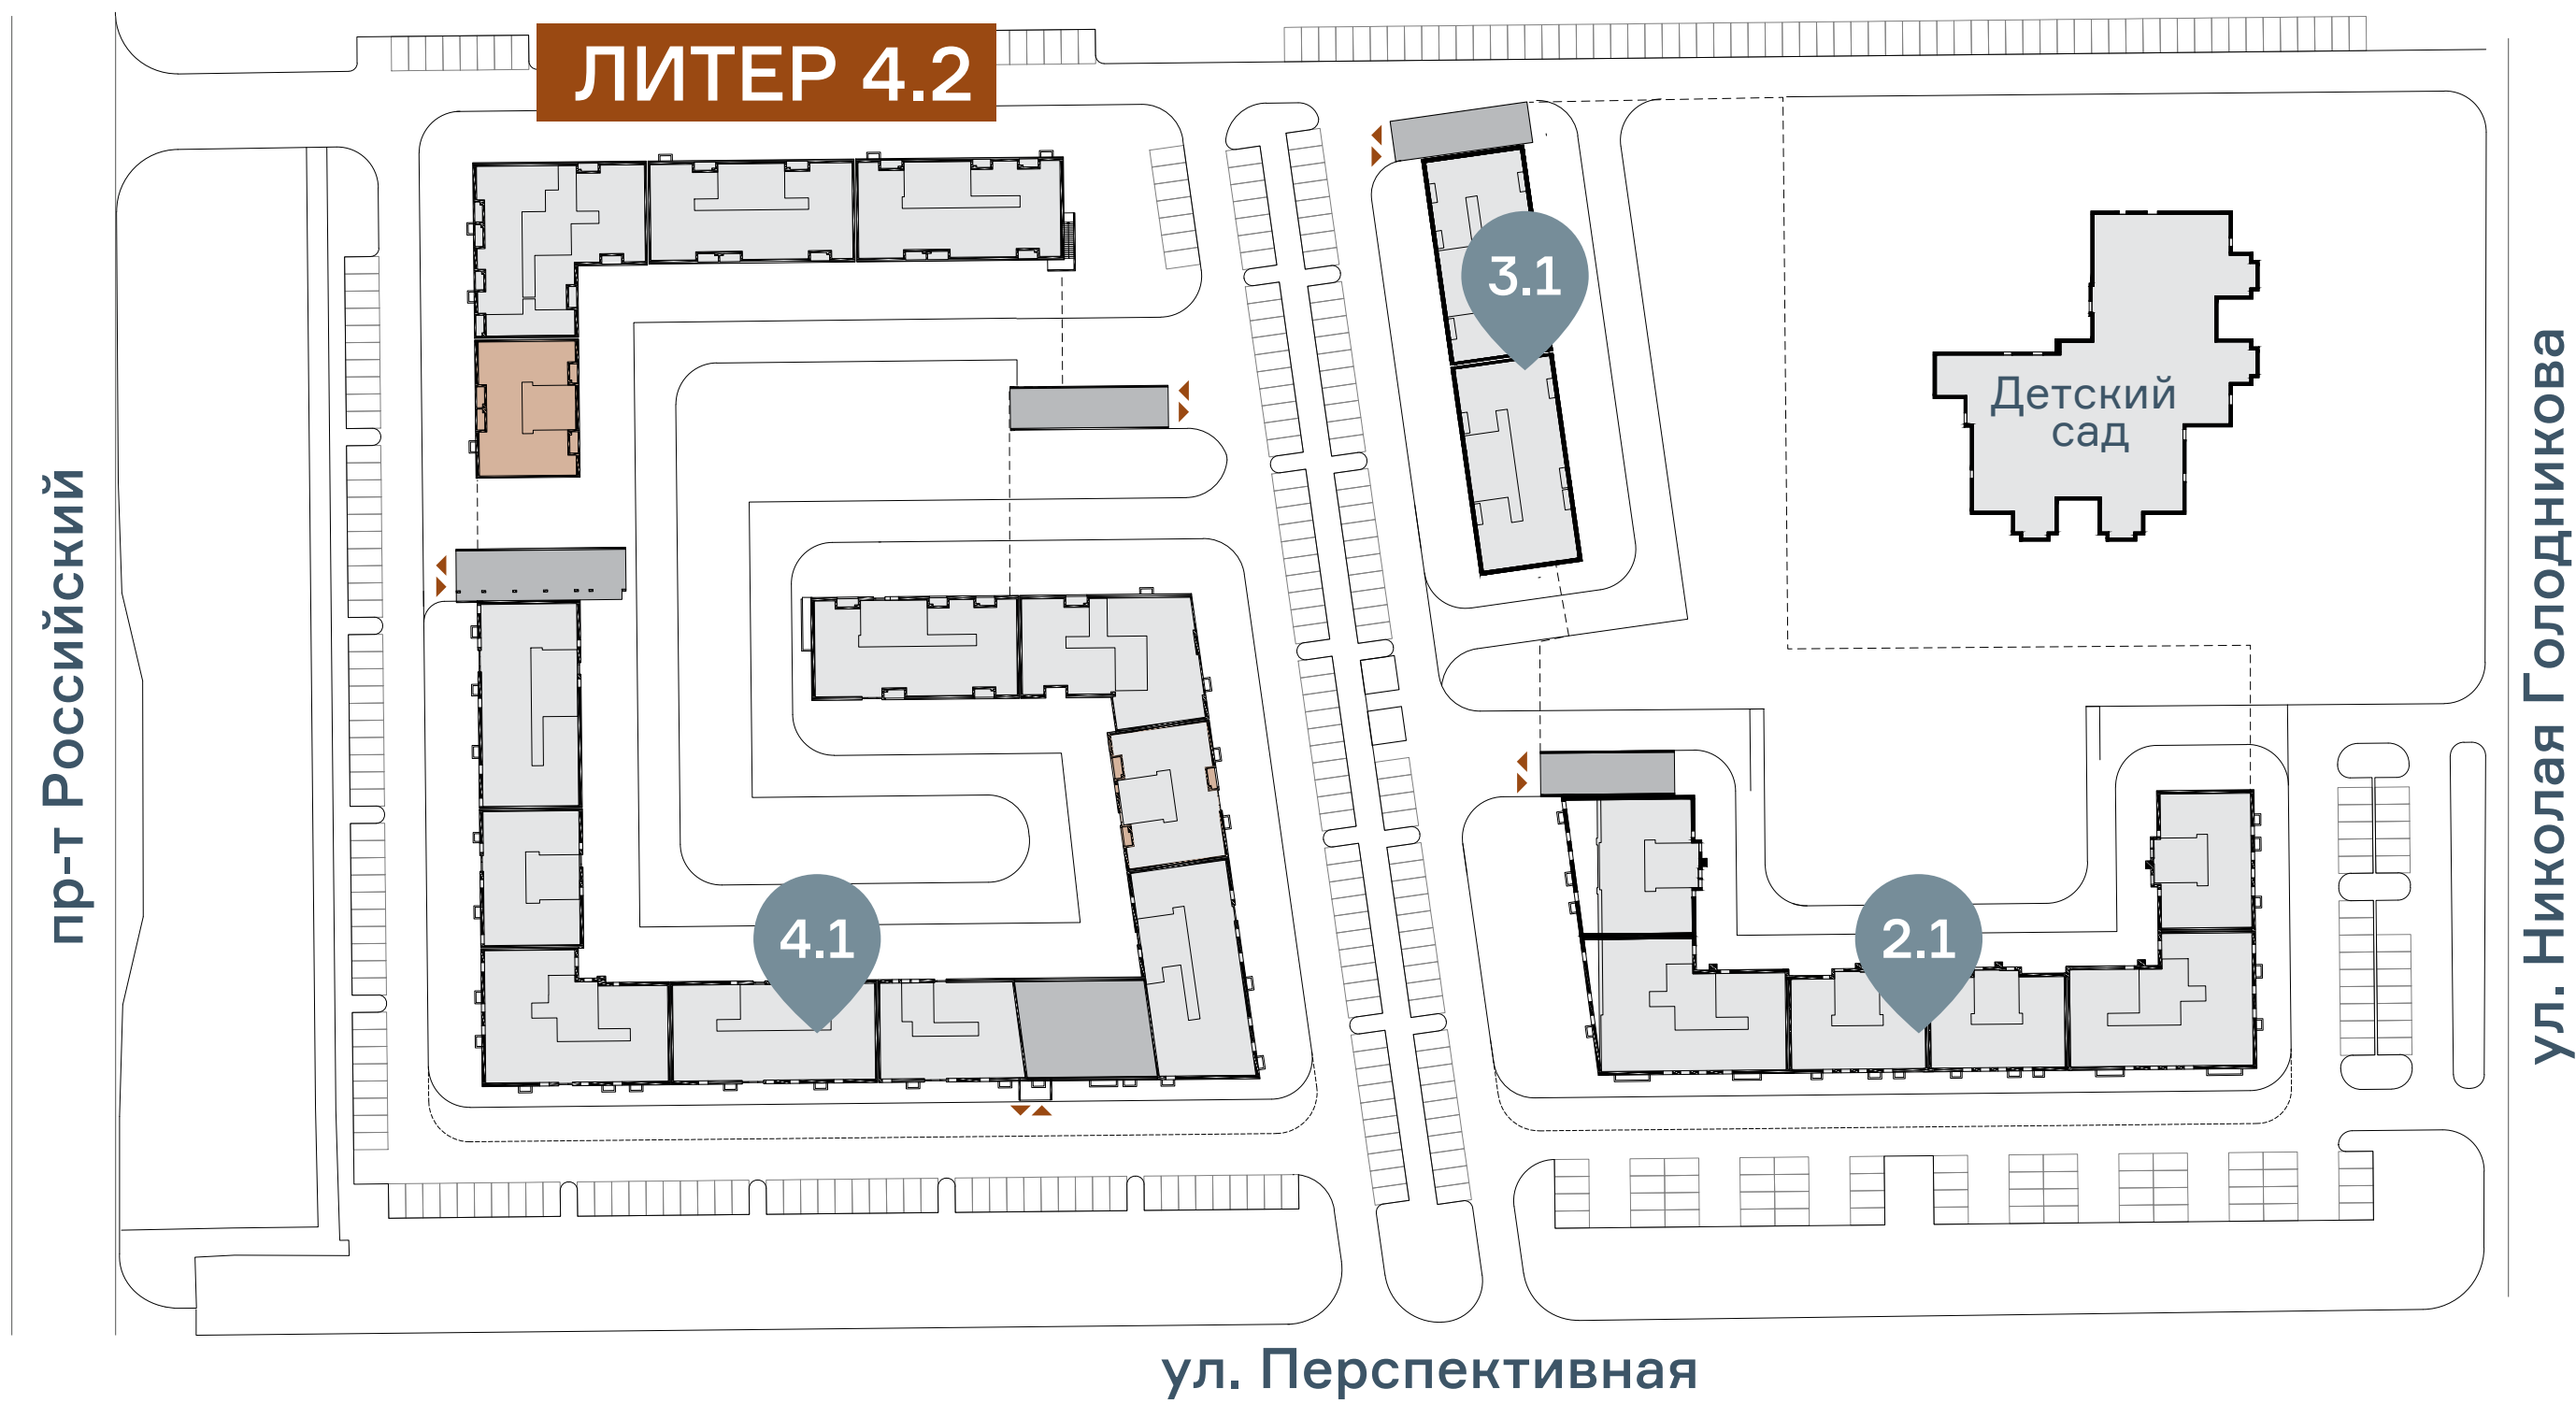 ЛИТЕР 4.2
3.1
Детский
сад
пр-т Российский
ул. Николая Голодникова
4.1
2.1
ул. Перспективная